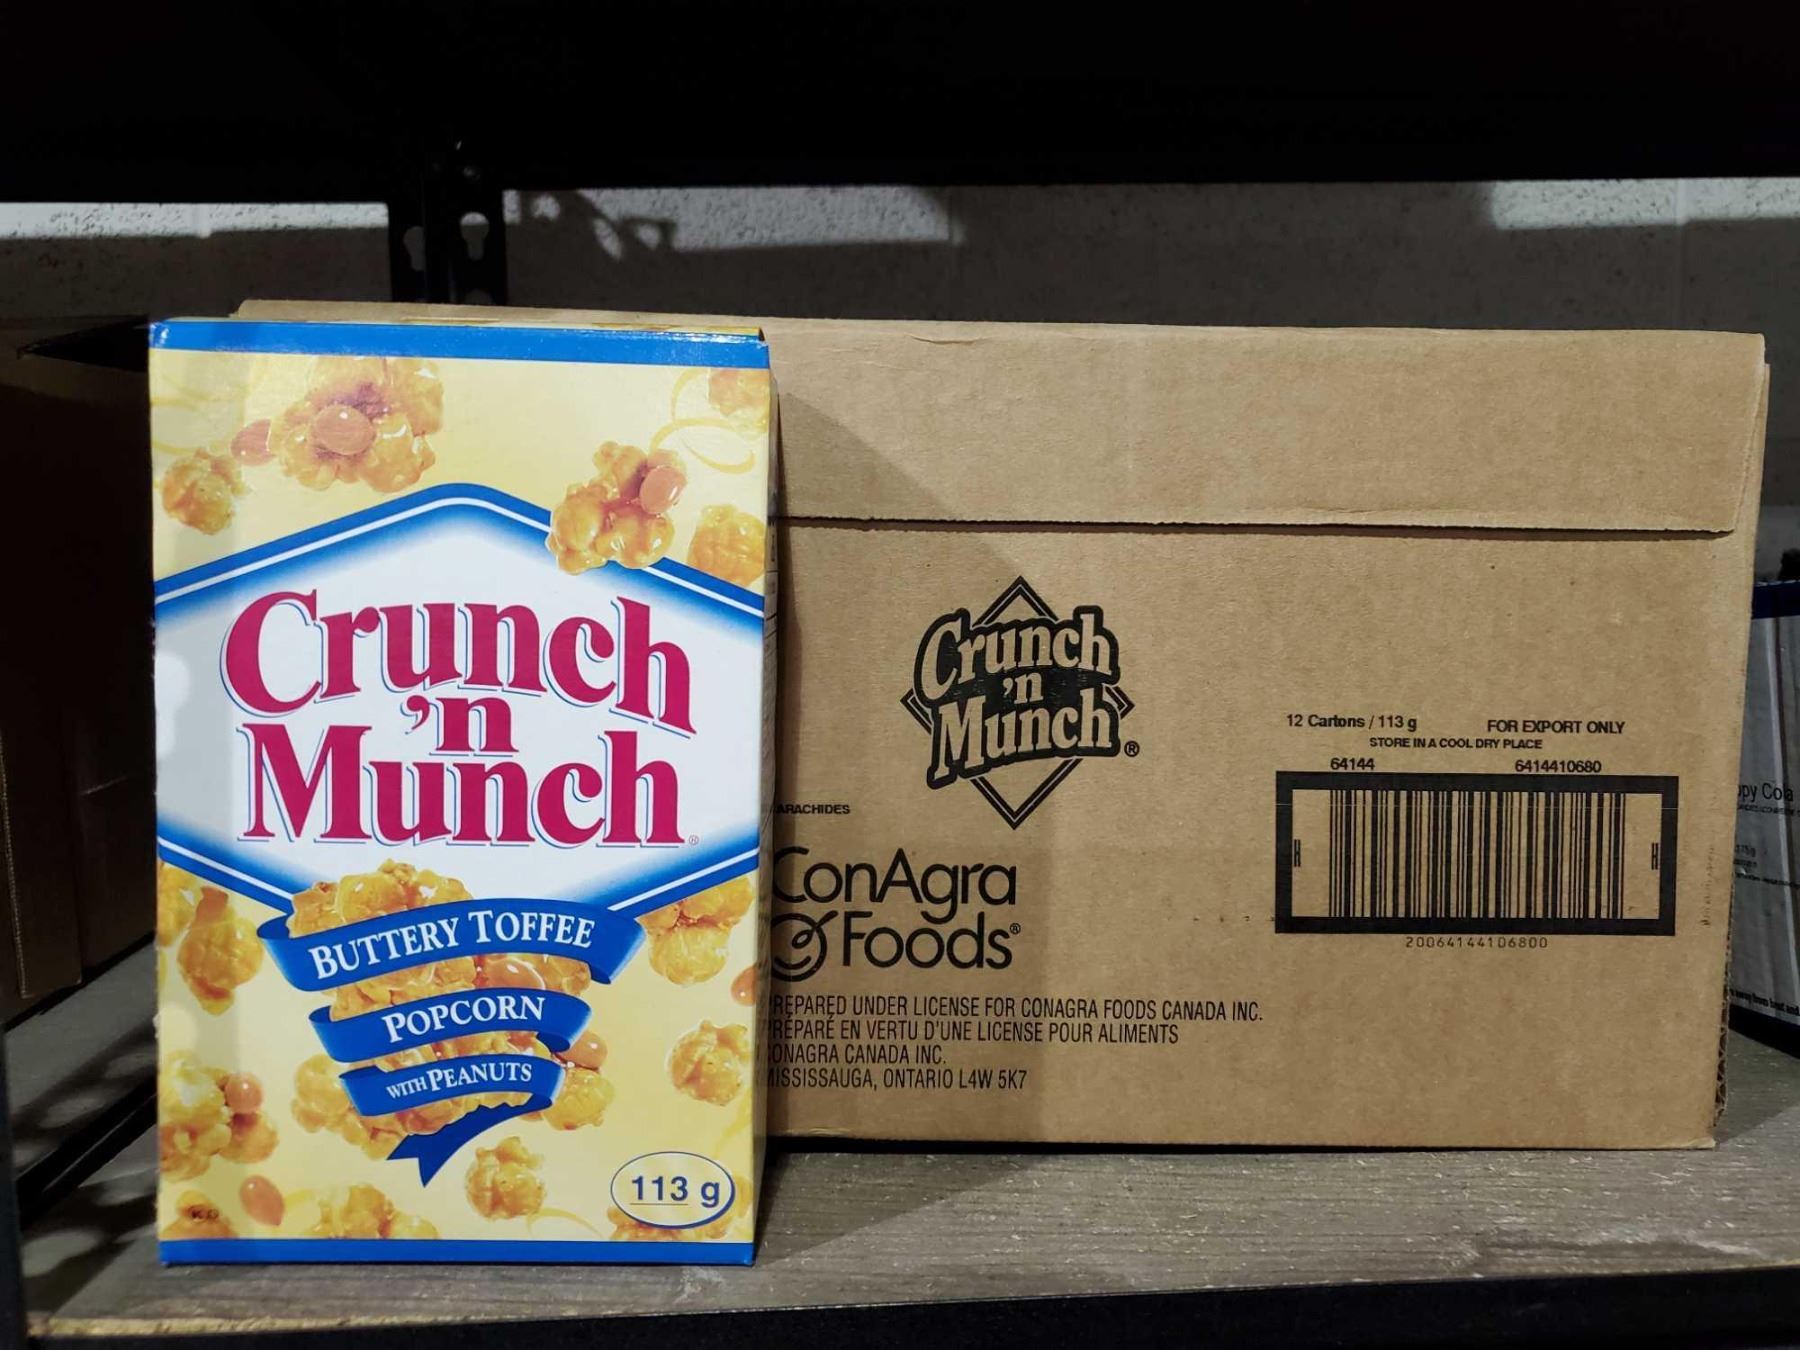 Crunch
'n
Munch®
BUTTERY TOFFEE
POPCORN
WITH PEANUTS
113 g
KD
Crunch
'n
Munch®
ARACHIDES
ConAgra
Foods®
PREPARED UNDER LICENSE FOR CONAGRA FOODS CANADA INC.
PRÉPARÉ EN VERTU D'UNE LICENSE POUR ALIMENTS
CONAGRA CANADA INC.
MISSISSAUGA, ONTARIO L4W 5K7
12 Cartons / 113 g FOR EXPORT ONLY
STORE IN A COOL DRY PLACE
64144 6414410680
H H
20064144106800
Cola